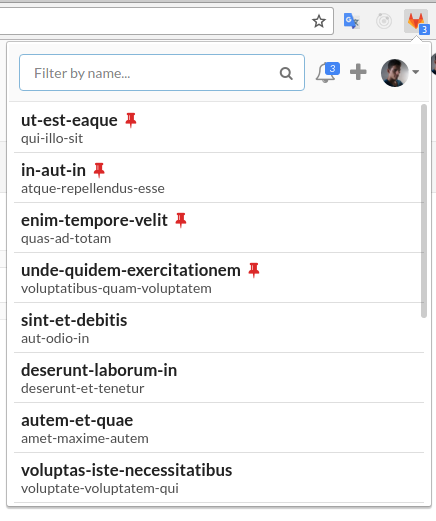 3
Filter by name...
3
ut-est-eaque
qui-illo-sit
in-aut-in
atque-repellendus-esse
enim-tempore-velit
quas-ad-totam
unde-quidem-exercitationem
voluptatibus-quam-voluptatem
sint-et-debitis
aut-odio-in
deserunt-laborum-in
deserunt-et-tenetur
autem-et-quae
amet-maxime-autem
voluptas-iste-necessitatibus
voluptate-voluptatem-qui